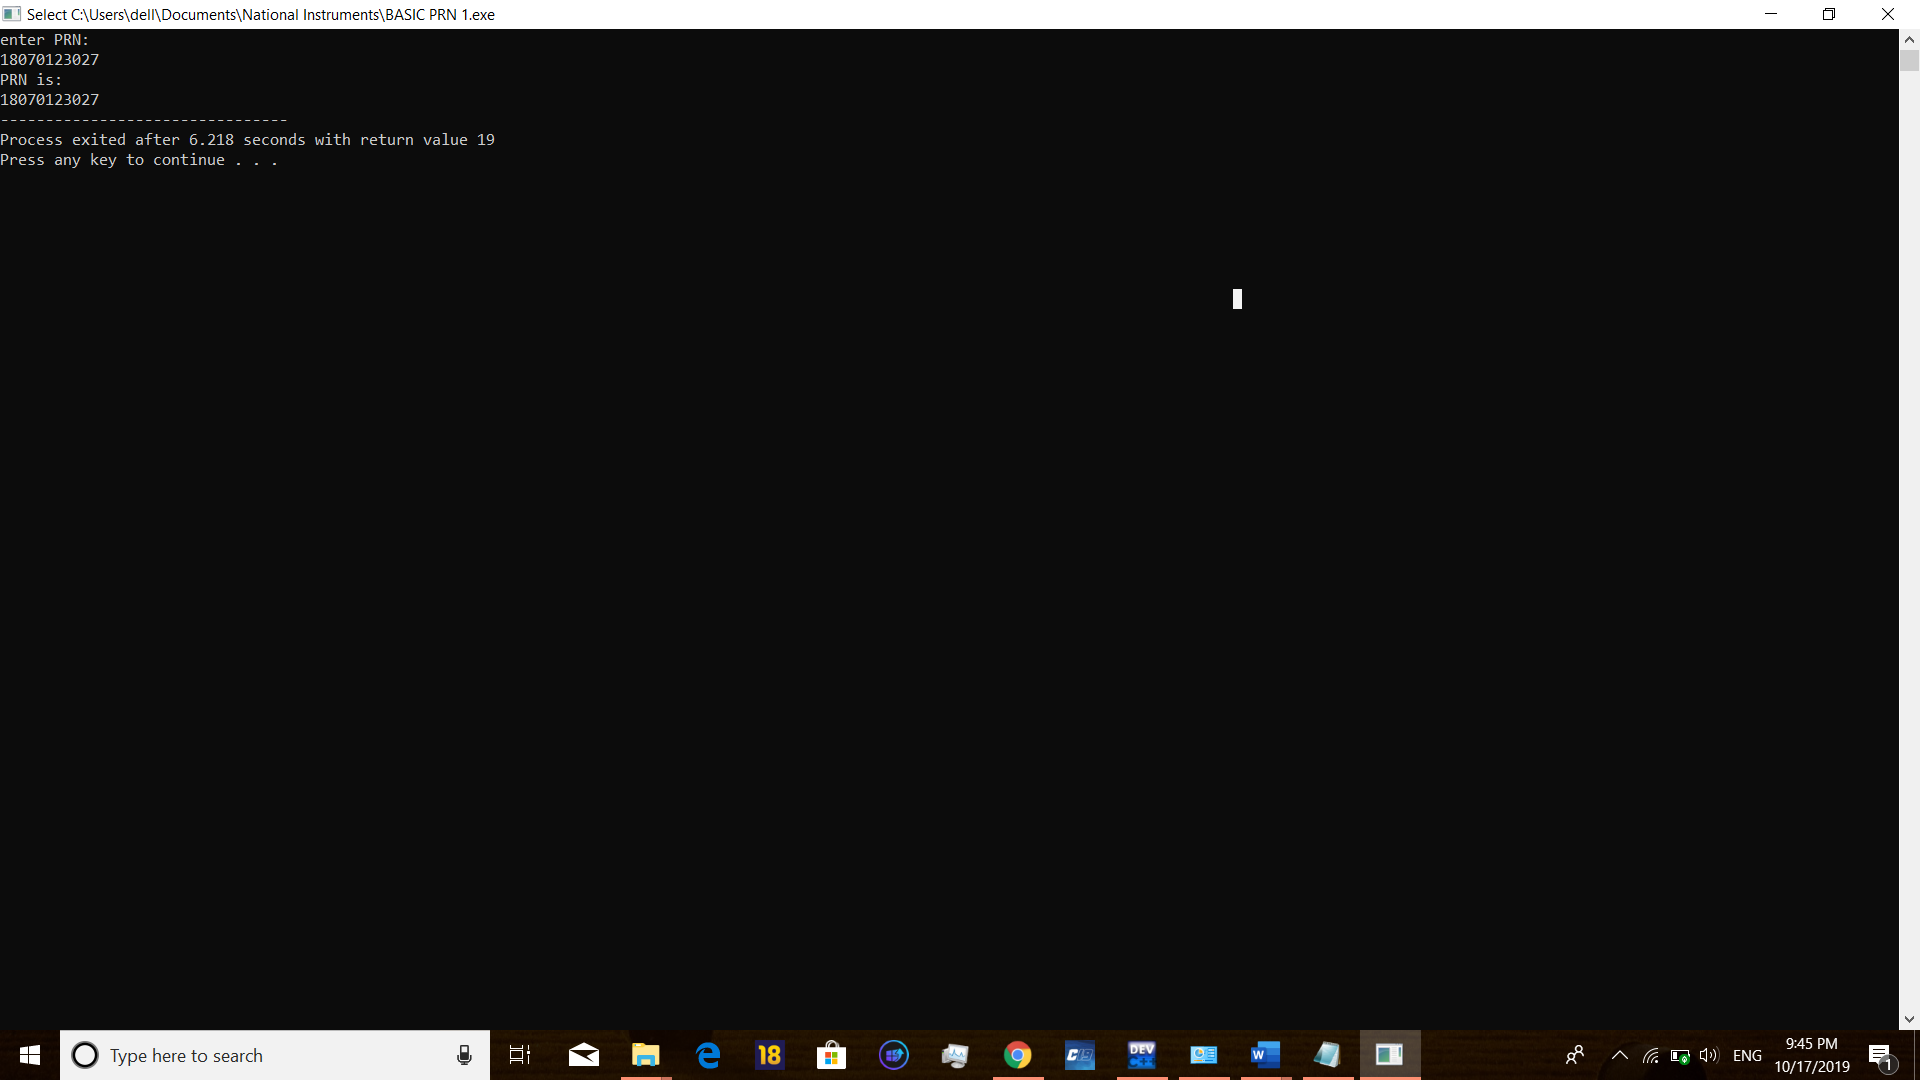 Select C:\Users\dell\Documents\National Instruments\BASIC PRN 1.exe
enter PRN:
18070123027
PRN is:
18070123027
--------------------------------
Process exited after 6.218 seconds with return value 19
Press any key to continue . . .
Type here to search
18
DEV
C++
W
ENG
9:45 PM
10/17/2019
1